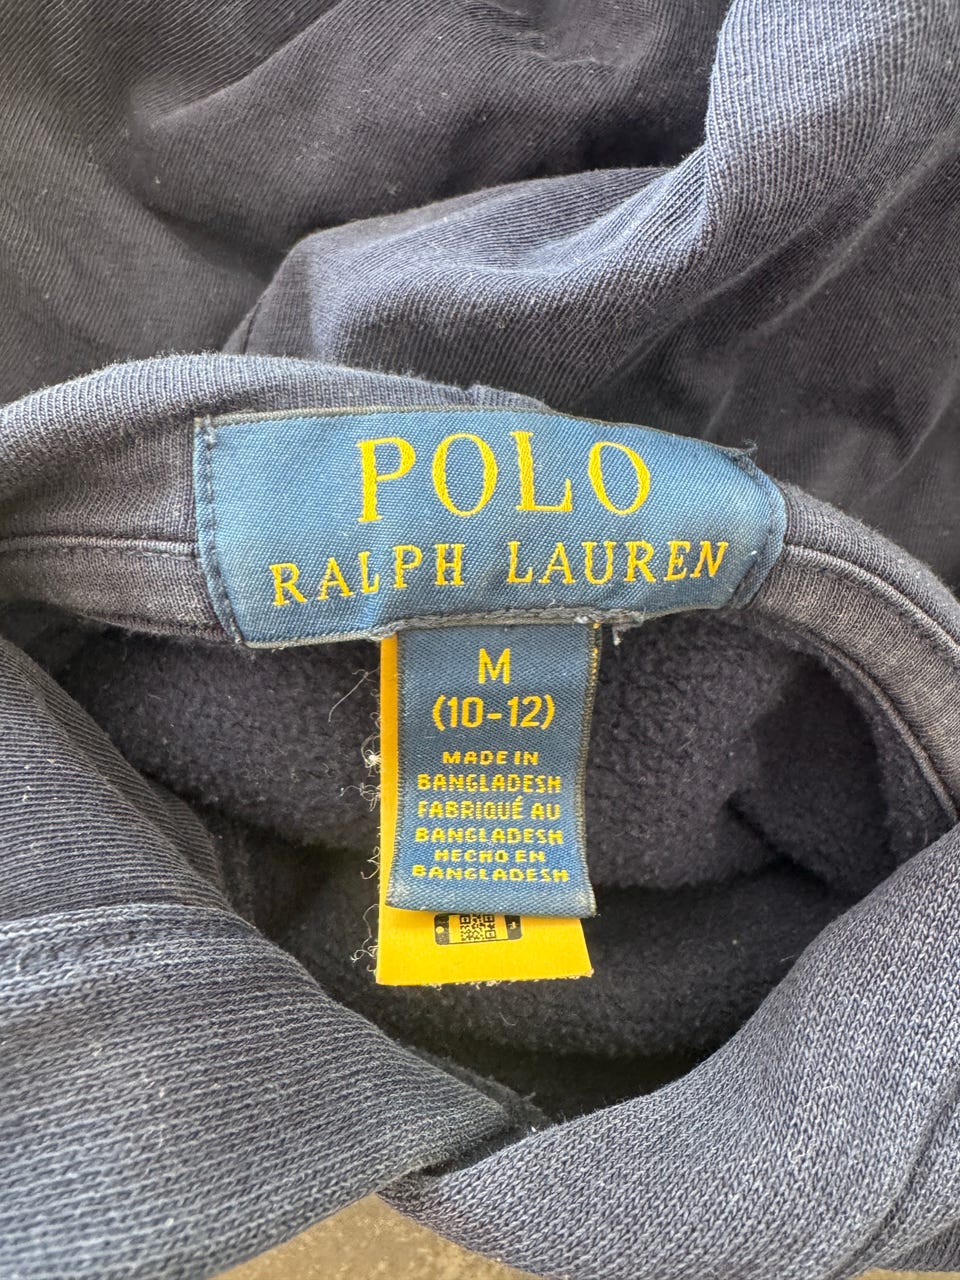 POLO
RALPH LAUREN
M
(10-12)
MADE IN
BANGLADESH
FABRIQUÉ AU
BANGLADESH
HECHO EN
BANGLADESH